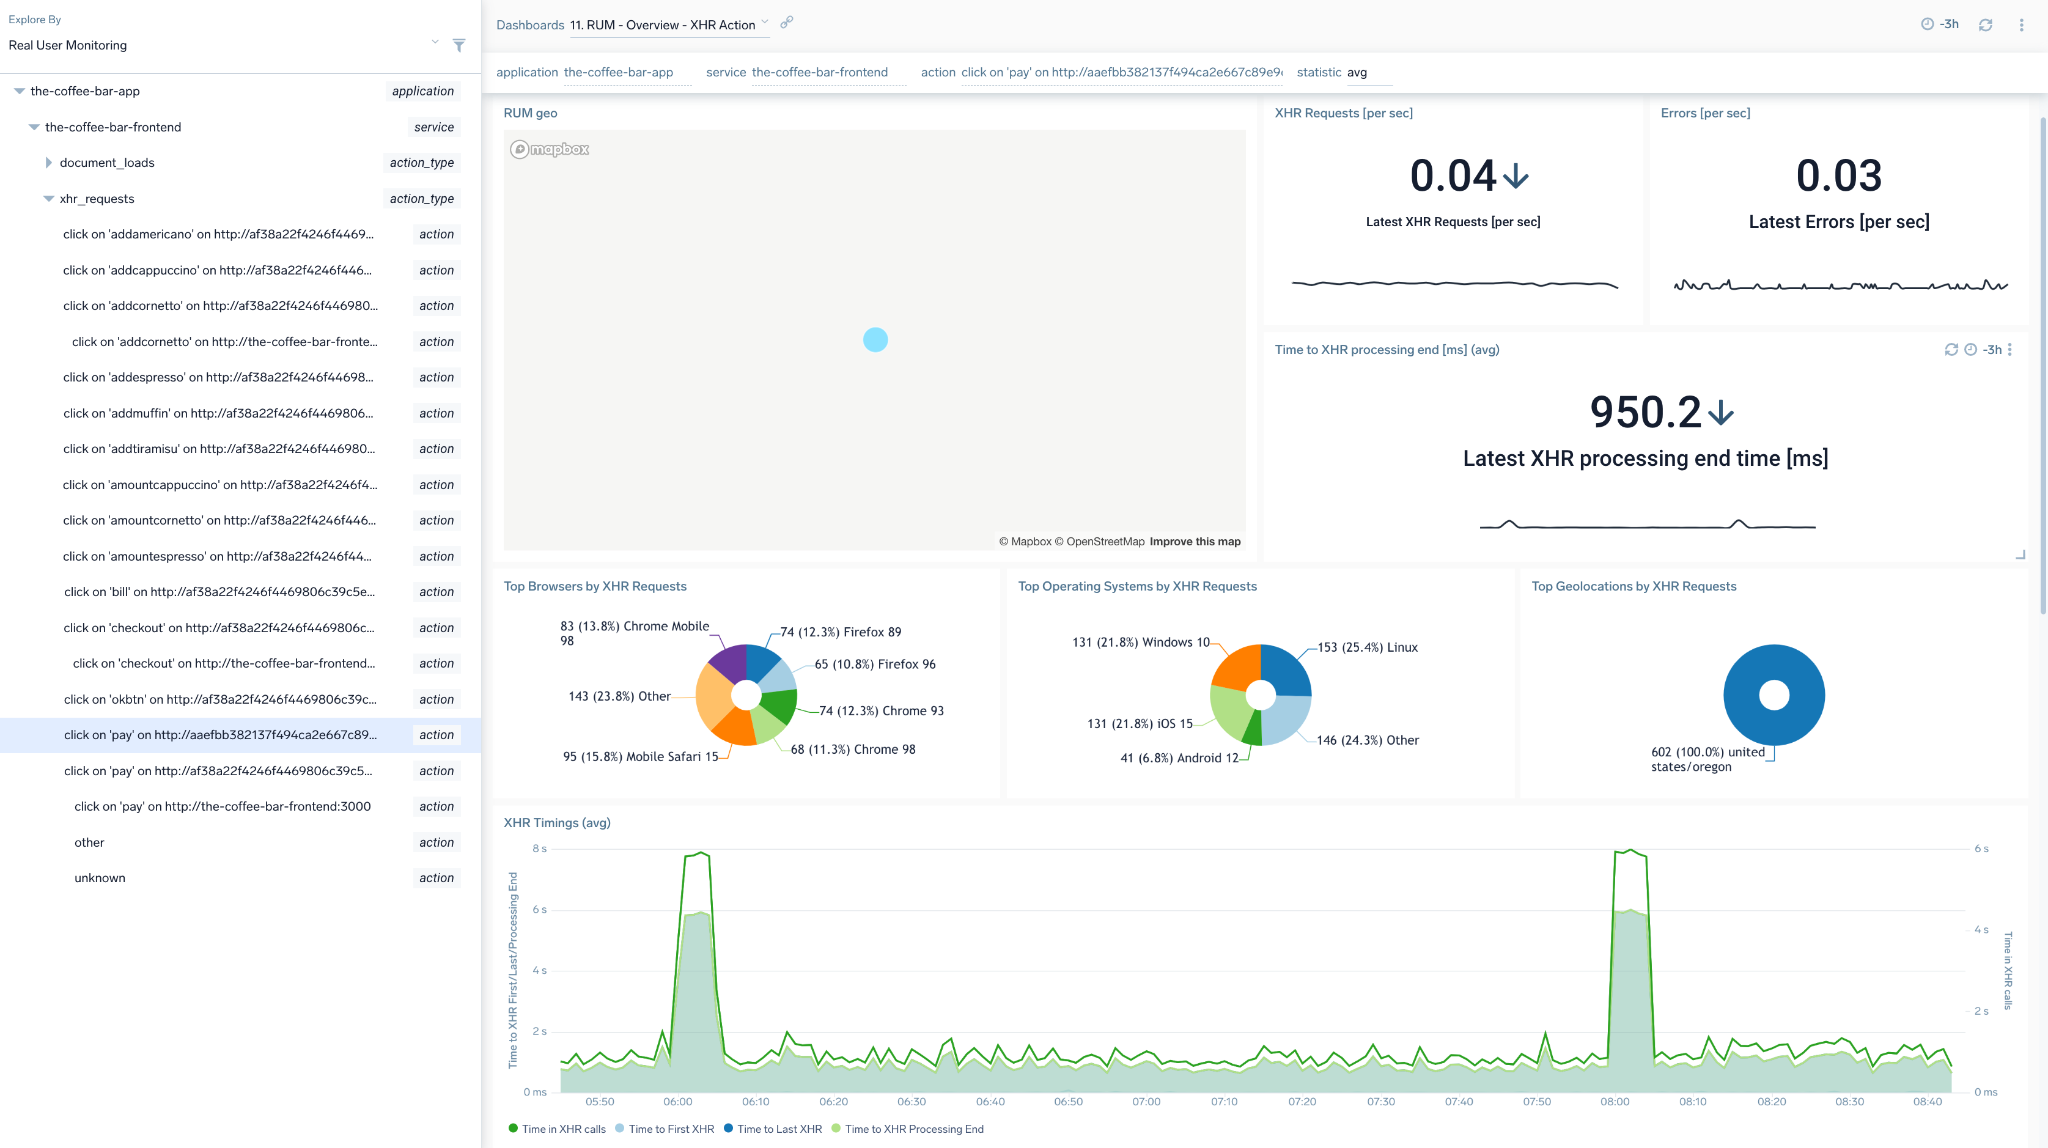 Explore By
Real User Monitoring
the-coffee-bar-app application
the-coffee-bar-frontend service
document_loads action_type
xhr_requests action_type
click on 'addamericano' on http://af38a22f4246f4469... action
click on 'addcappuccino' on http://af38a22f4246f446... action
click on 'addcornetto' on http://af38a22f4246f446980... action
click on 'addcornetto' on http://the-coffee-bar-fronte... action
click on 'addespresso' on http://af38a22f4246f44698... action
click on 'addmuffin' on http://af38a22f4246f4469806... action
click on 'addtiramisu' on http://af38a22f4246f446980... action
click on 'amountcappuccino' on http://af38a22f4246f4... action
click on 'amountcornetto' on http://af38a22f4246f446... action
click on 'amountespresso' on http://af38a22f4246f44... action
click on 'bill' on http://af38a22f4246f4469806c39c5e... action
click on 'checkout' on http://af38a22f4246f4469806c... action
click on 'checkout' on http://the-coffee-bar-frontend... action
click on 'okbtn' on http://af38a22f4246f4469806c39c... action
click on 'pay' on http://aaefbb382137f494ca2e667c89... action
click on 'pay' on http://af38a22f4246f4469806c39c5... action
click on 'pay' on http://the-coffee-bar-frontend:3000 action
other action
unknown action
Dashboards 11. RUM - Overview - XHR Action -3h
application the-coffee-bar-app service the-coffee-bar-frontend action click on 'pay' on http://aaefbb382137f494ca2e667c89e9 statistic avg
RUM geo
mapbox
© Mapbox © OpenStreetMap Improve this map
XHR Requests [per sec]
0.04
Latest XHR Requests [per sec]
Errors [per sec]
0.03
Latest Errors [per sec]
Time to XHR processing end [ms] (avg) -3h
950.2
Latest XHR processing end time [ms]
Top Browsers by XHR Requests
83 (13.8%) Chrome Mobile
98
74 (12.3%) Firefox 89
65 (10.8%) Firefox 96
143 (23.8%) Other
74 (12.3%) Chrome 93
68 (11.3%) Chrome 98
95 (15.8%) Mobile Safari 15
Top Operating Systems by XHR Requests
131 (21.8%) Windows 10
153 (25.4%) Linux
131 (21.8%) iOS 15
146 (24.3%) Other
41 (6.8%) Android 12
Top Geolocations by XHR Requests
602 (100.0%) united
states/oregon
XHR Timings (avg)
Time to XHR First/Last/Processing End
8 s
6 s
4 s
2 s
0 ms
6 s
4 s
2 s
0 ms
Time in XHR calls
05:50 06:00 06:10 06:20 06:30 06:40 06:50 07:00 07:10 07:20 07:30 07:40 07:50 08:00 08:10 08:20 08:30 08:40
Time in XHR calls Time to First XHR Time to Last XHR Time to XHR Processing End